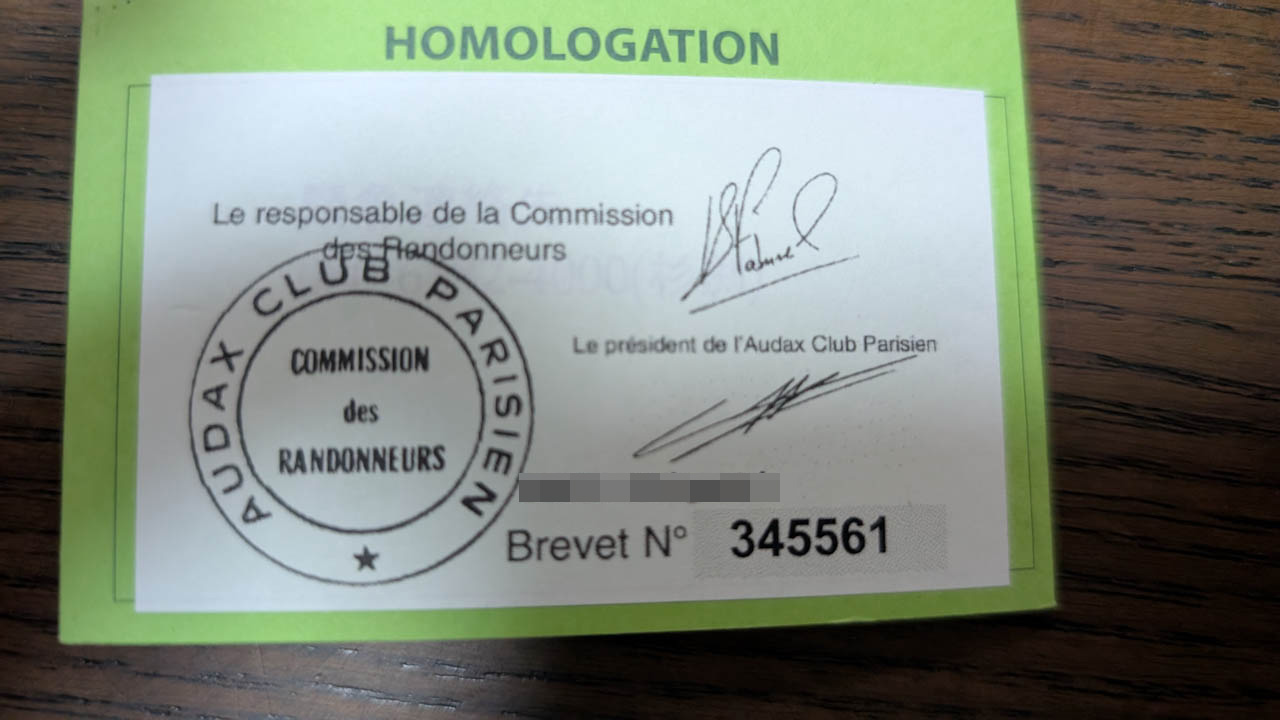 HOMOLOGATION
Le responsable de la Commission
des Randonneurs
AUDAX CLUB PARISIEN
COMMISSION
des
RANDONNEURS
Le président de l'Audax Club Parisien
Brevet N° 345561